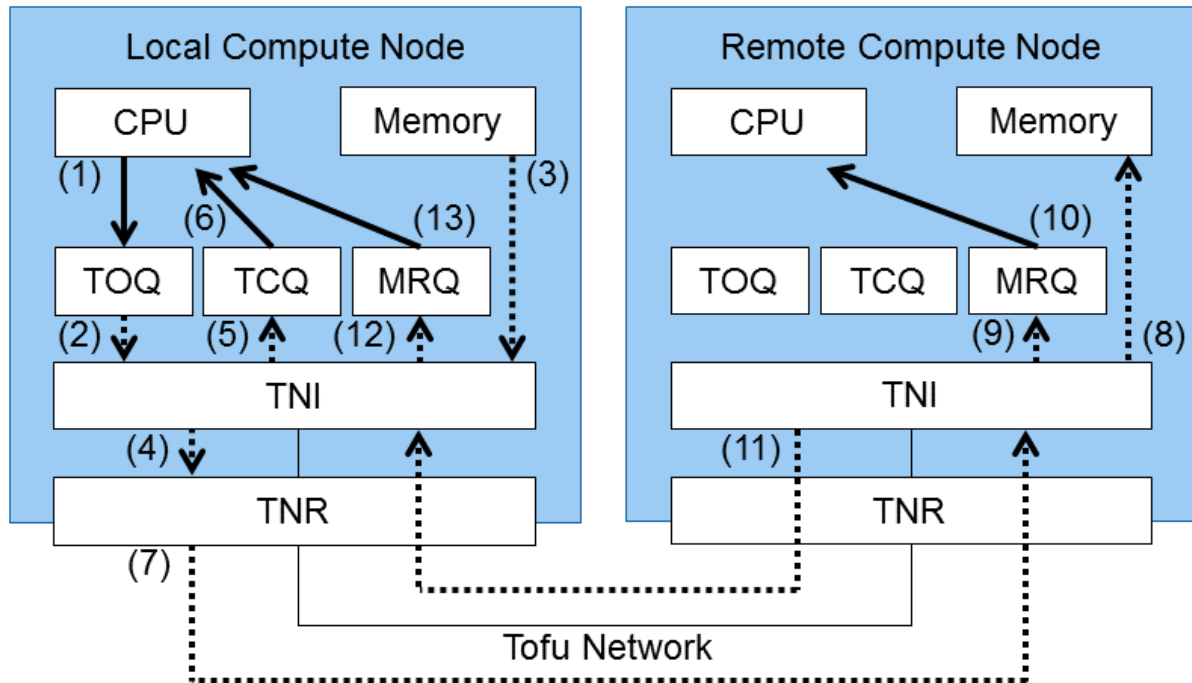 Local Compute Node
Remote Compute Node
CPU
Memory
CPU
Memory
(1)
(3)
(6)
(13)
(10)
TOQ
TCQ
MRQ
TOQ
TCQ
MRQ
(2)
(5)
(12)
(9)
(8)
TNI
TNI
(4)
(11)
TNR
TNR
(7)
Tofu Network